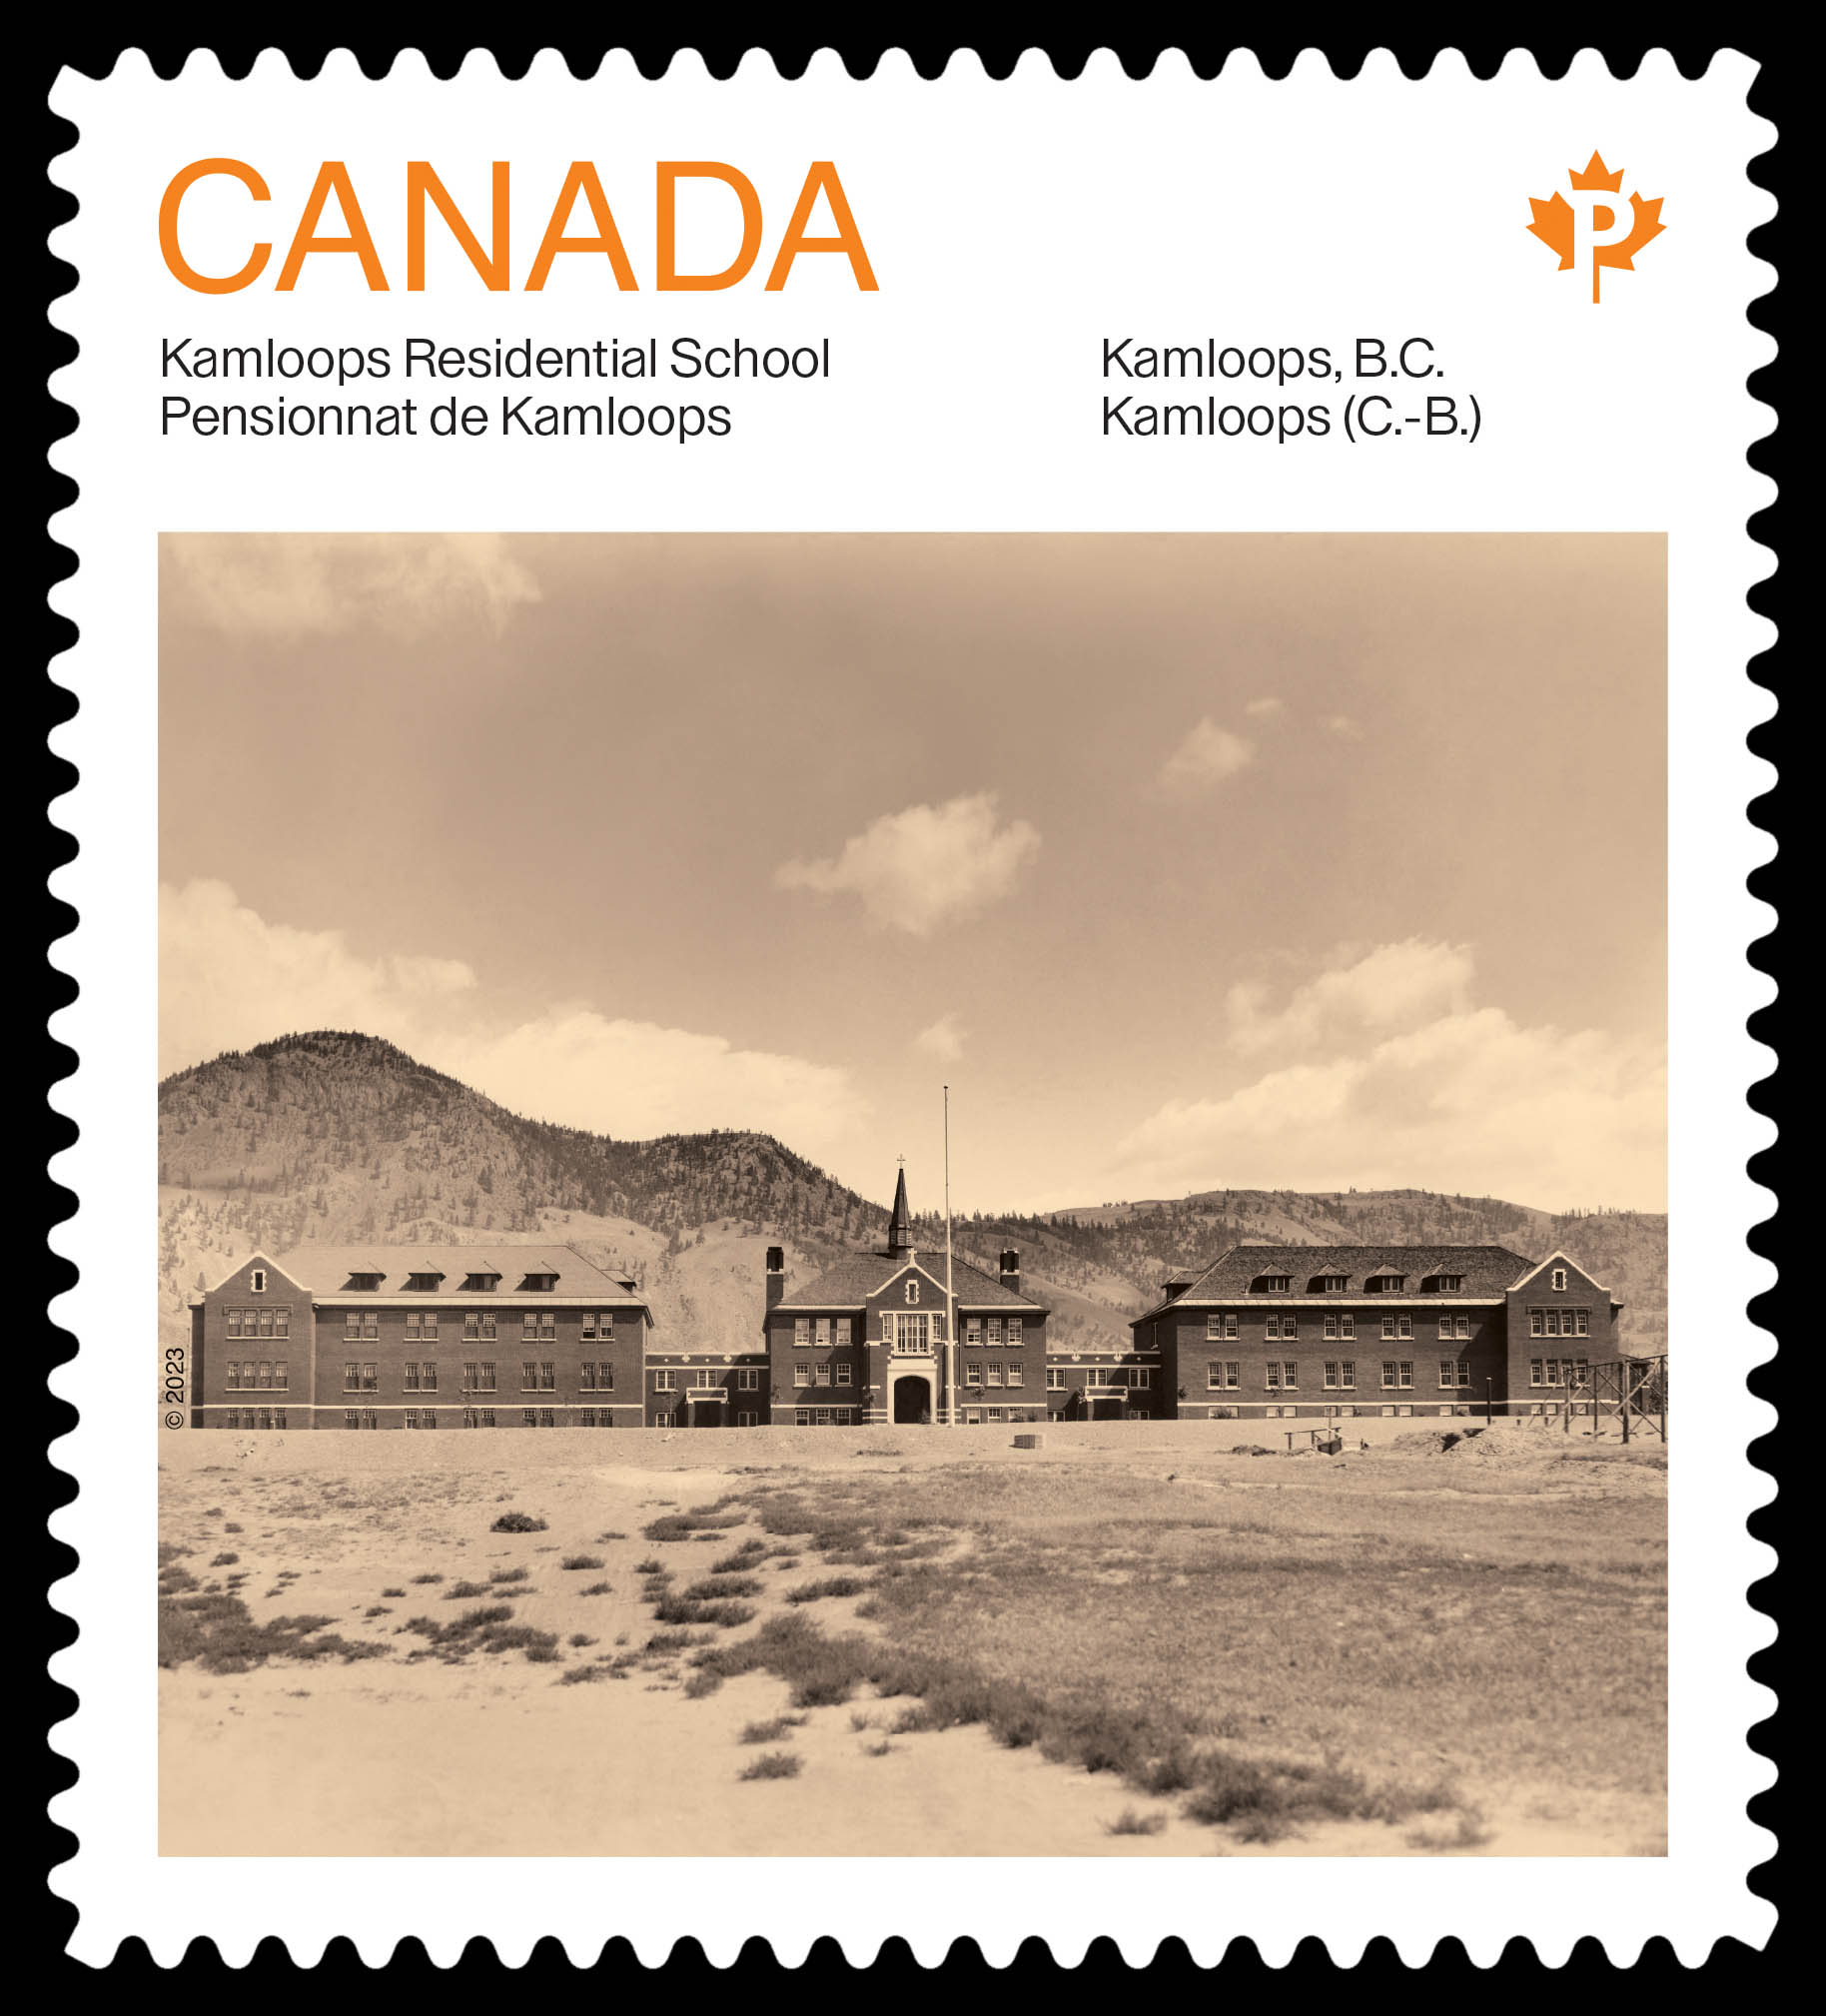 CANADA
P
Kamloops Residential School
Pensionnat de Kamloops
Kamloops, B.C.
Kamloops (C.-B.)
© 2023